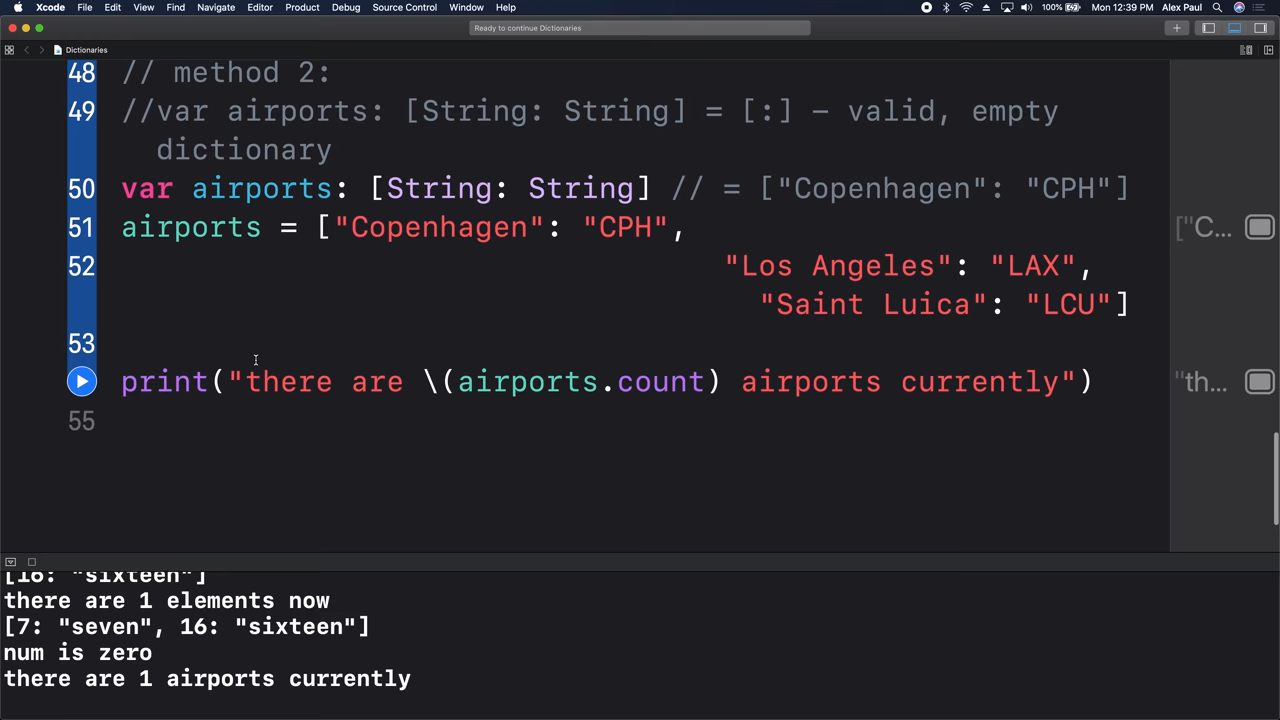 Xcode File Edit View Find Navigate Editor Product Debug Source Control Window Help 100% Mon 12:39 PM Alex Paul
Ready to continue Dictionaries
Dictionaries
48 // method 2:
49 //var airports: [String: String] = [:] - valid, empty
dictionary
50 var airports: [String: String] // = ["Copenhagen": "CPH"]
51 airports = ["Copenhagen": "CPH", ["C...
52 "Los Angeles": "LAX",
"Saint Luica": "LCU"]
53
print("there are \(airports.count) airports currently") "th...
55
[16: "sixteen"]
there are 1 elements now
[7: "seven", 16: "sixteen"]
num is zero
there are 1 airports currently